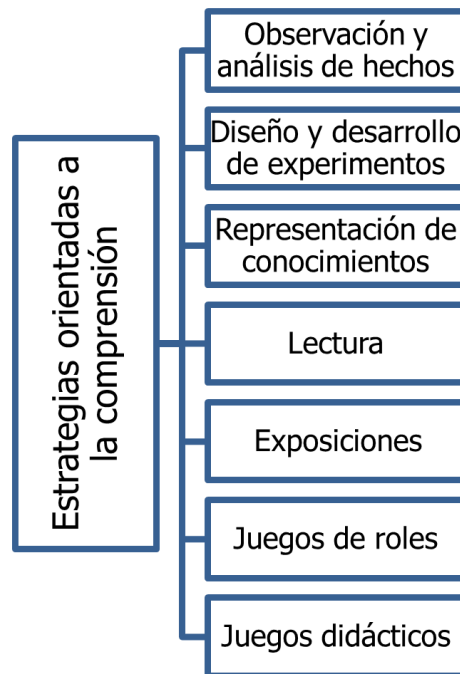 Estrategias orientadas a
la comprensión
Observación y
análisis de hechos
Diseño y desarrollo
de experimentos
Representación de
conocimientos
Lectura
Exposiciones
Juegos de roles
Juegos didácticos